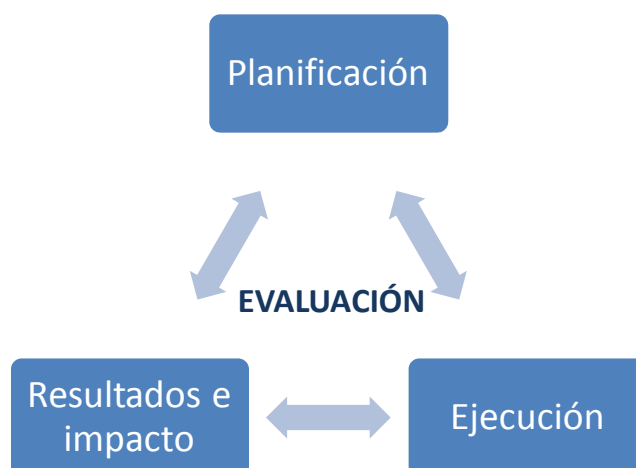 Planificación
EVALUACIÓN
Resultados e
impacto
Ejecución